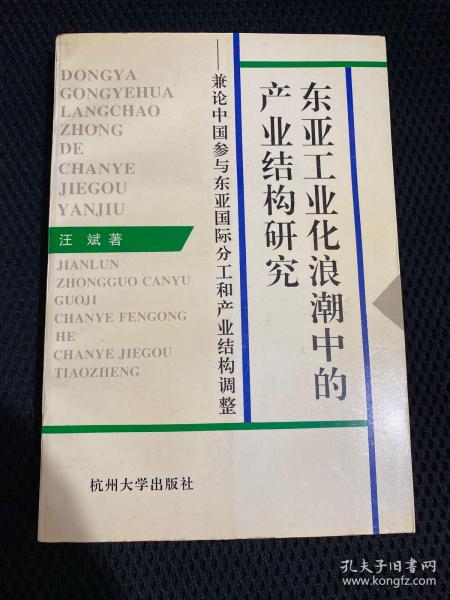 东亚工业化浪潮中的
产业结构研究
——兼论中国参与东亚国际分工和产业结构调整
DONGYA
GONGYEHUA
LANGCHAO
ZHONG
DE
CHANYE
JIEGOU
YANJIU
汪 斌 著
JIANLUN
ZHONGGUO CANYU
GUOJI
CHANYE FENGONG
HE
CHANYE JIEGOU
TIAOZHENG
杭州大学出版社
孔夫子旧书网
www.kongfz.com